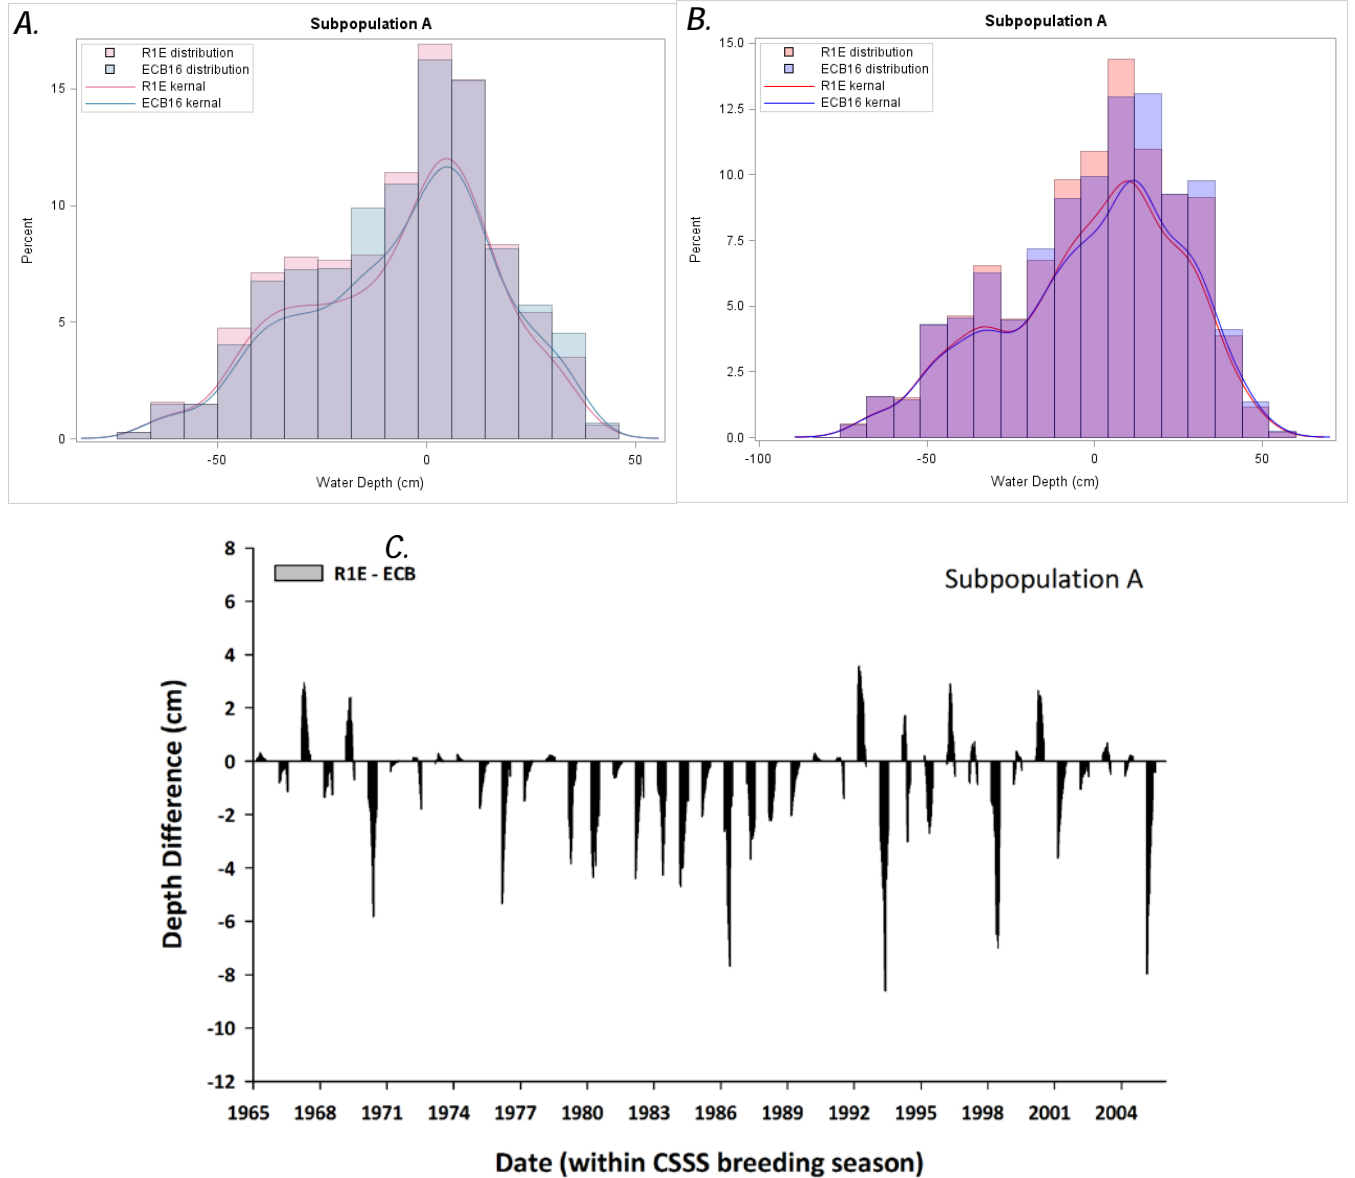 A.
Subpopulation A
R1E distribution
ECB16 distribution
R1E kernal
ECB16 kernal
Percent
15
10
5
0
-50
0
50
Water Depth (cm)
B.
Subpopulation A
R1E distribution
ECB16 distribution
R1E kernal
ECB16 kernal
Percent
15.0
12.5
10.0
7.5
5.0
2.5
0.0
-100
-50
0
50
Water Depth (cm)
C.
R1E - ECB
Subpopulation A
Depth Difference (cm)
8
6
4
2
0
-2
-4
-6
-8
-10
-12
1965 1968 1971 1974 1977 1980 1983 1986 1989 1992 1995 1998 2001 2004
Date (within CSSS breeding season)